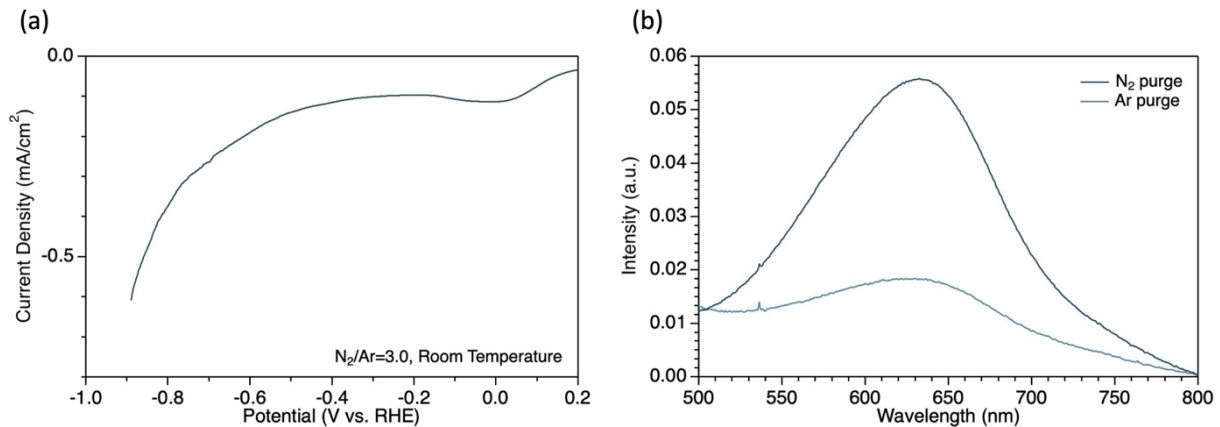 (a)
0.0
-0.5
Current Density (mA/cm²)
N₂/Ar=3.0, Room Temperature
-1.0 -0.8 -0.6 -0.4 -0.2 0.0 0.2
Potential (V vs. RHE)
(b)
0.06
0.05
0.04
0.03
0.02
0.01
0.00
Intensity (a.u.)
N₂ purge
Ar purge
500 550 600 650 700 750 800
Wavelength (nm)